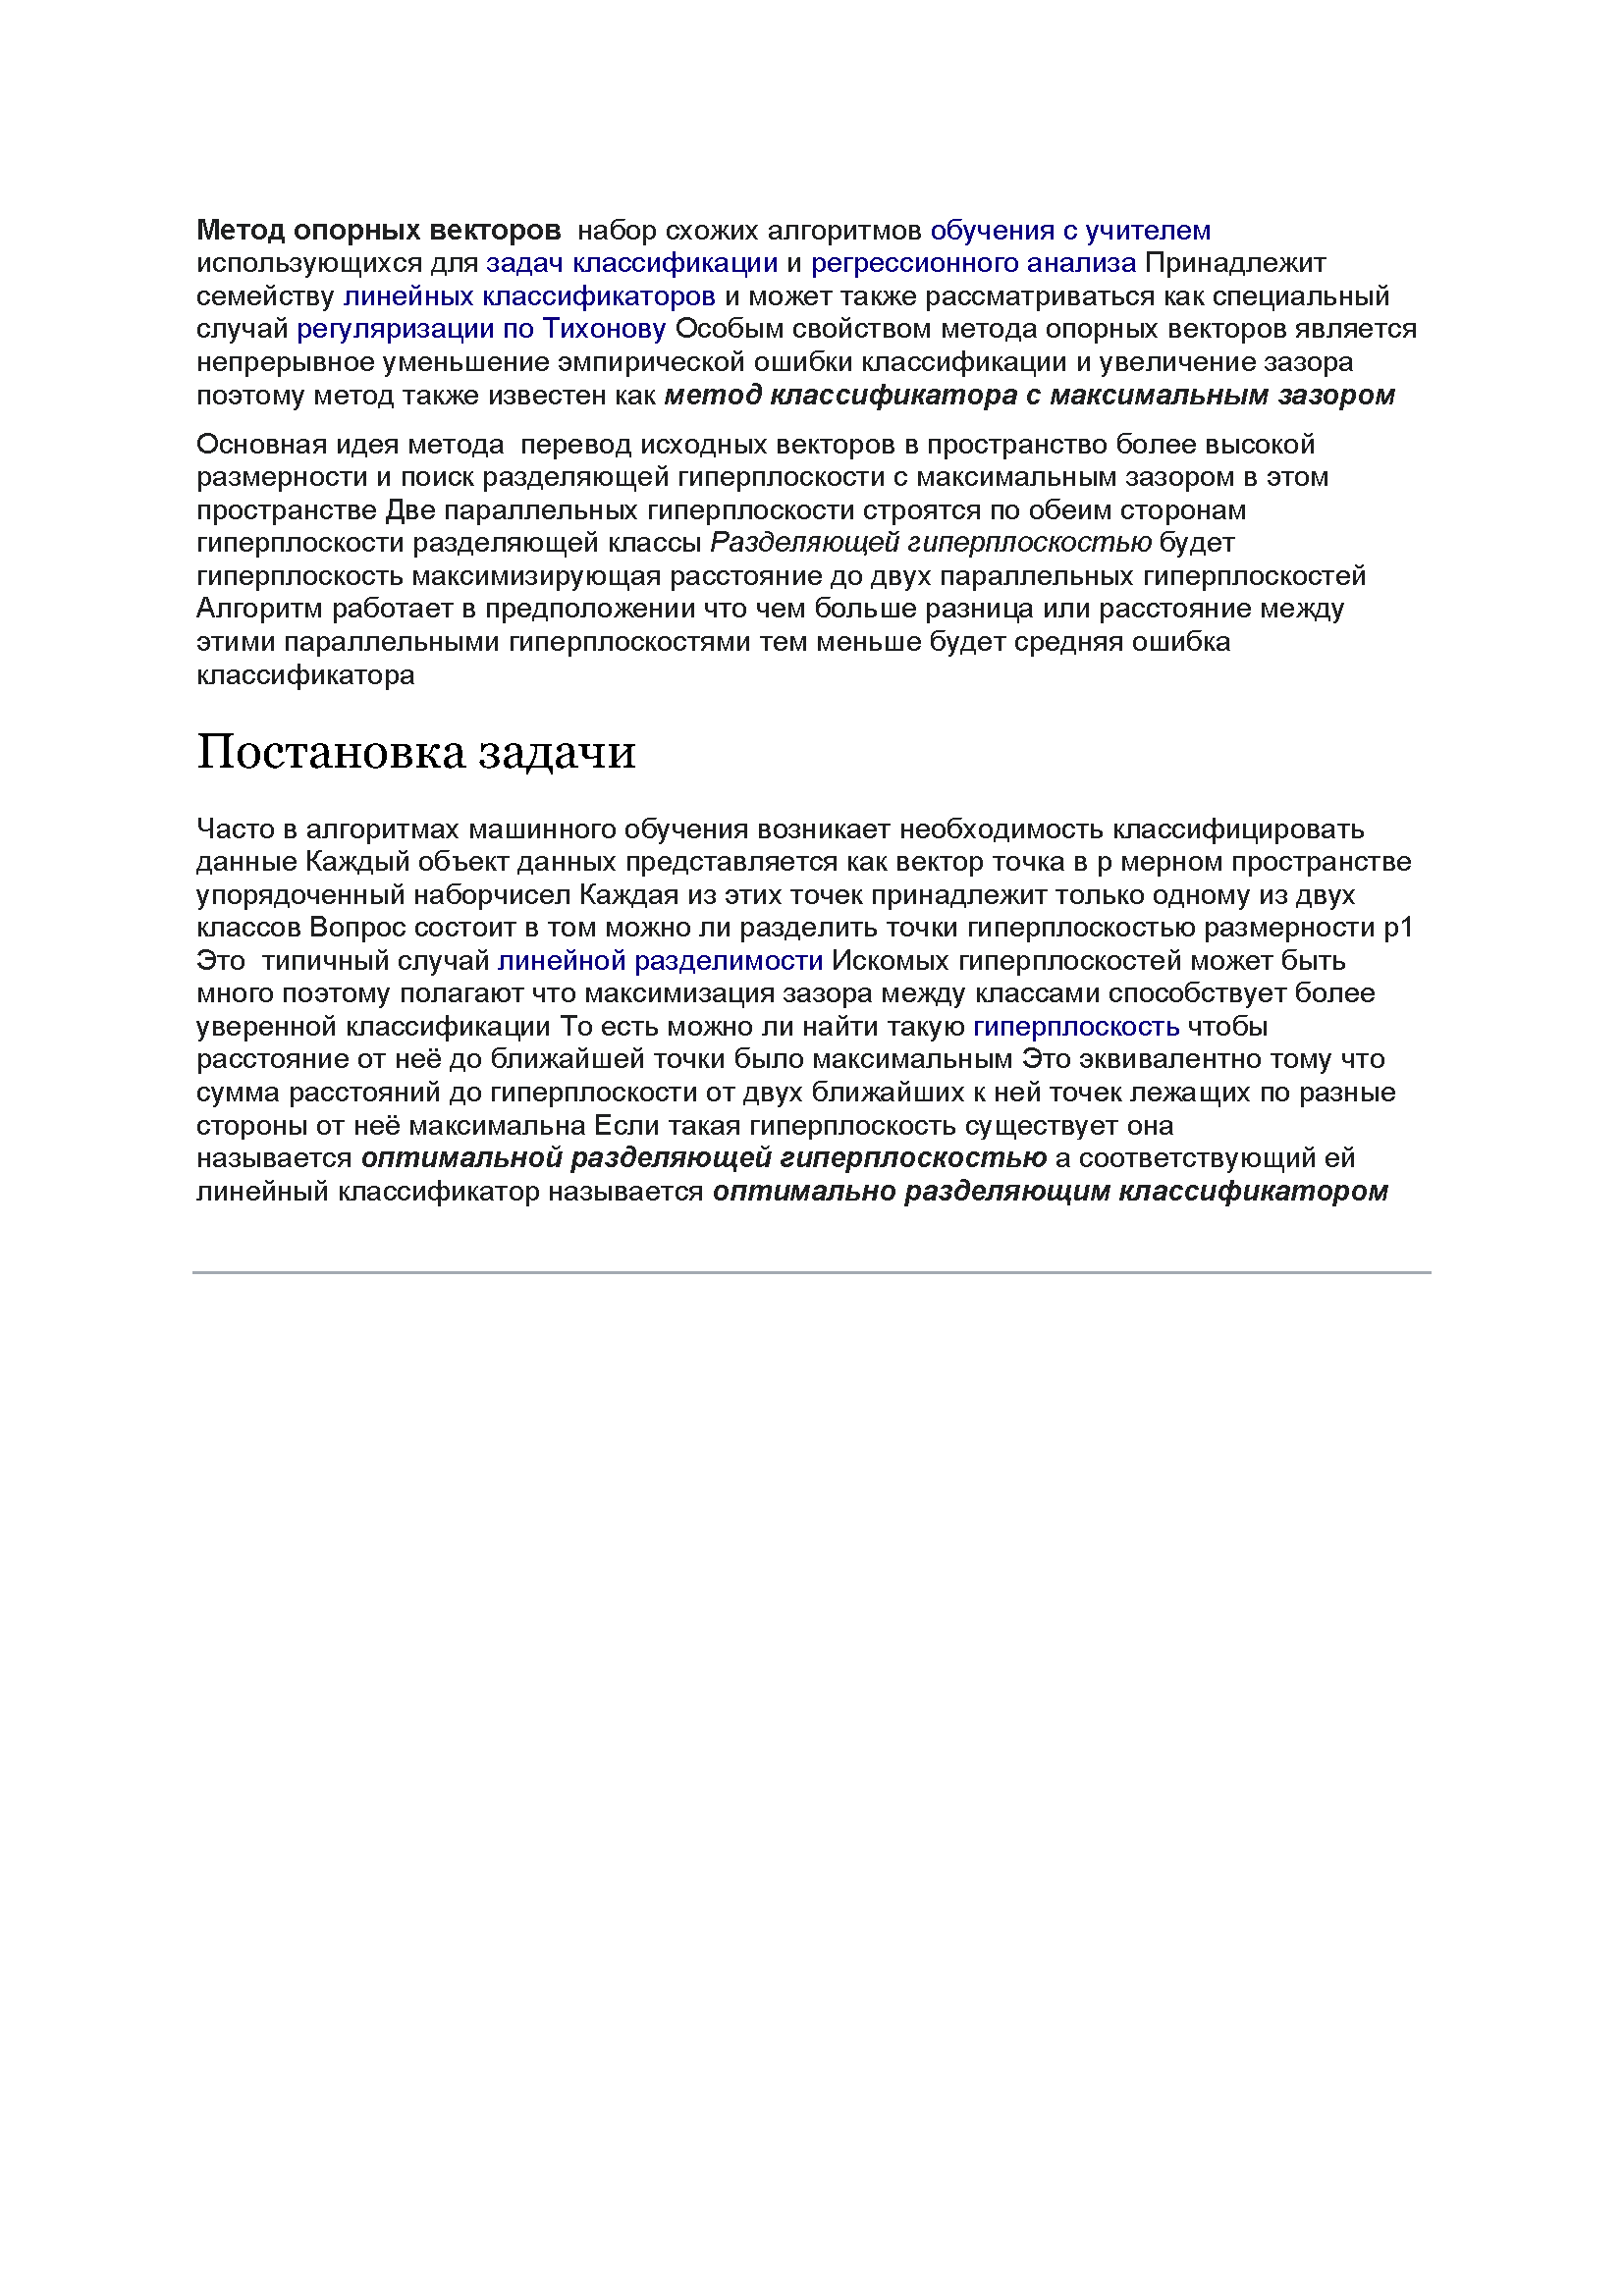 Метод опорных векторов  набор схожих алгоритмов обучения с учителем
использующихся для задач классификации и регрессионного анализа Принадлежит
семейству линейных классификаторов и может также рассматриваться как специальный
случай регуляризации по Тихонову Особым свойством метода опорных векторов является
непрерывное уменьшение эмпирической ошибки классификации и увеличение зазора
поэтому метод также известен как метод классификатора с максимальным зазором
Основная идея метода  перевод исходных векторов в пространство более высокой
размерности и поиск разделяющей гиперплоскости с максимальным зазором в этом
пространстве Две параллельных гиперплоскости строятся по обеим сторонам
гиперплоскости разделяющей классы Разделяющей гиперплоскостью будет
гиперплоскость максимизирующая расстояние до двух параллельных гиперплоскостей
Алгоритм работает в предположении что чем больше разница или расстояние между
этими параллельными гиперплоскостями тем меньше будет средняя ошибка
классификатора
Постановка задачи
Часто в алгоритмах машинного обучения возникает необходимость классифицировать
данные Каждый объект данных представляется как вектор точка в p мерном пространстве
упорядоченный наборчисел Каждая из этих точек принадлежит только одному из двух
классов Вопрос состоит в том можно ли разделить точки гиперплоскостью размерности p1
Это  типичный случай линейной разделимости Искомых гиперплоскостей может быть
много поэтому полагают что максимизация зазора между классами способствует более
уверенной классификации То есть можно ли найти такую гиперплоскость чтобы
расстояние от неё до ближайшей точки было максимальным Это эквивалентно тому что
сумма расстояний до гиперплоскости от двух ближайших к ней точек лежащих по разные
стороны от неё максимальна Если такая гиперплоскость существует она
называется оптимальной разделяющей гиперплоскостью а соответствующий ей
линейный классификатор называется оптимально разделяющим классификатором